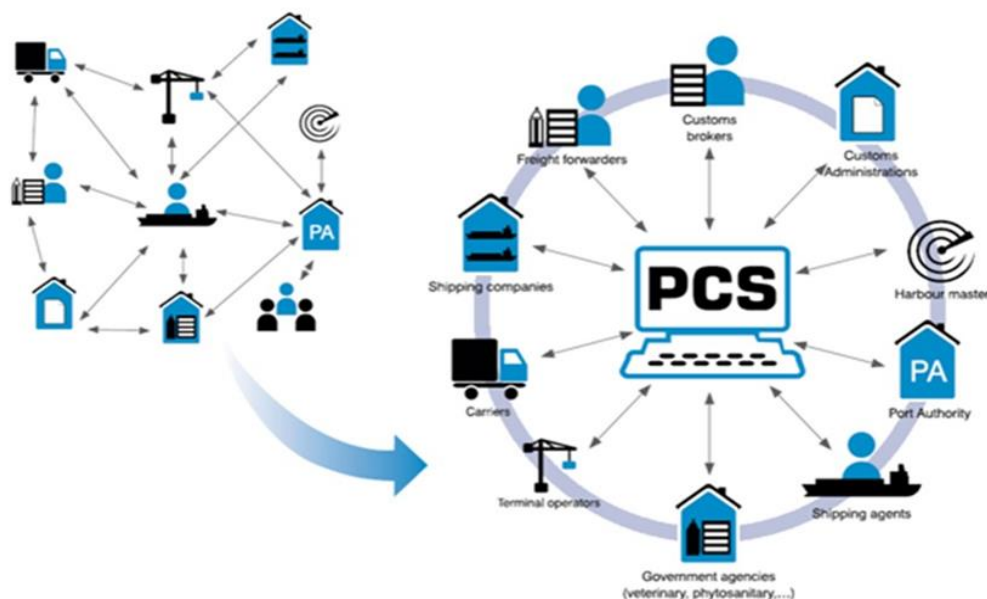 PA
Customs
brokers
Freight forwarders
Customs
Administrations
Shipping companies
PCS
Harbour master
Carriers
PA
Port Authority
Terminal operators
Shipping agents
Government agencies
(veterinary, phytosanitary,...)